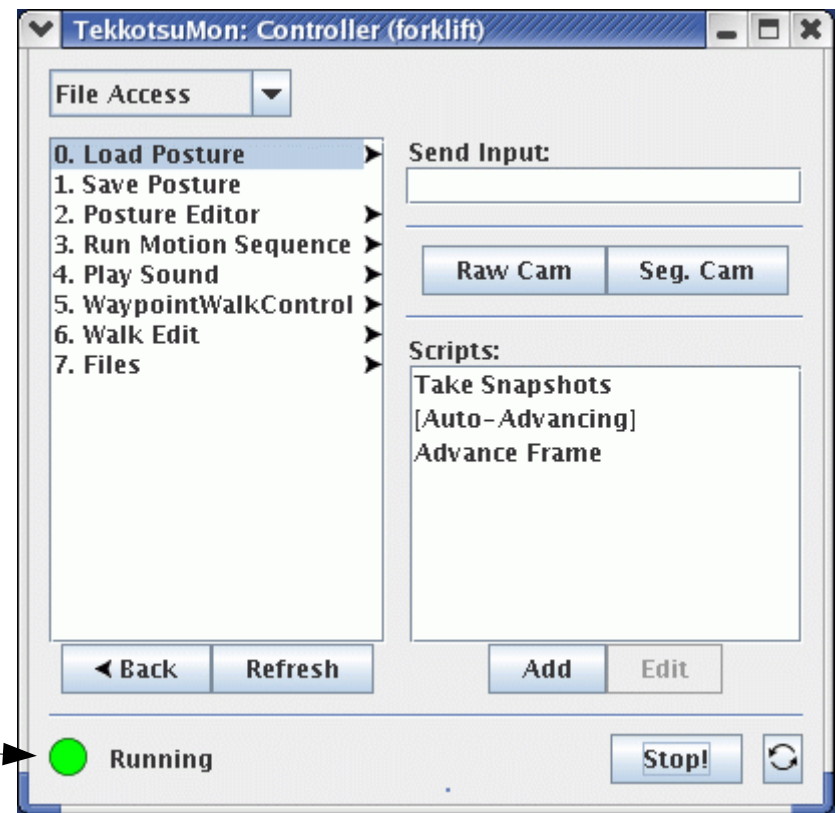 TekkotsuMon: Controller (forklift)
File Access
0. Load Posture
1. Save Posture
2. Posture Editor
3. Run Motion Sequence
4. Play Sound
5. WaypointWalkControl
6. Walk Edit
7. Files
Back
Refresh
Send Input:
Raw Cam
Seg. Cam
Scripts:
Take Snapshots
[Auto-Advancing]
Advance Frame
Add
Edit
Running
Stop!